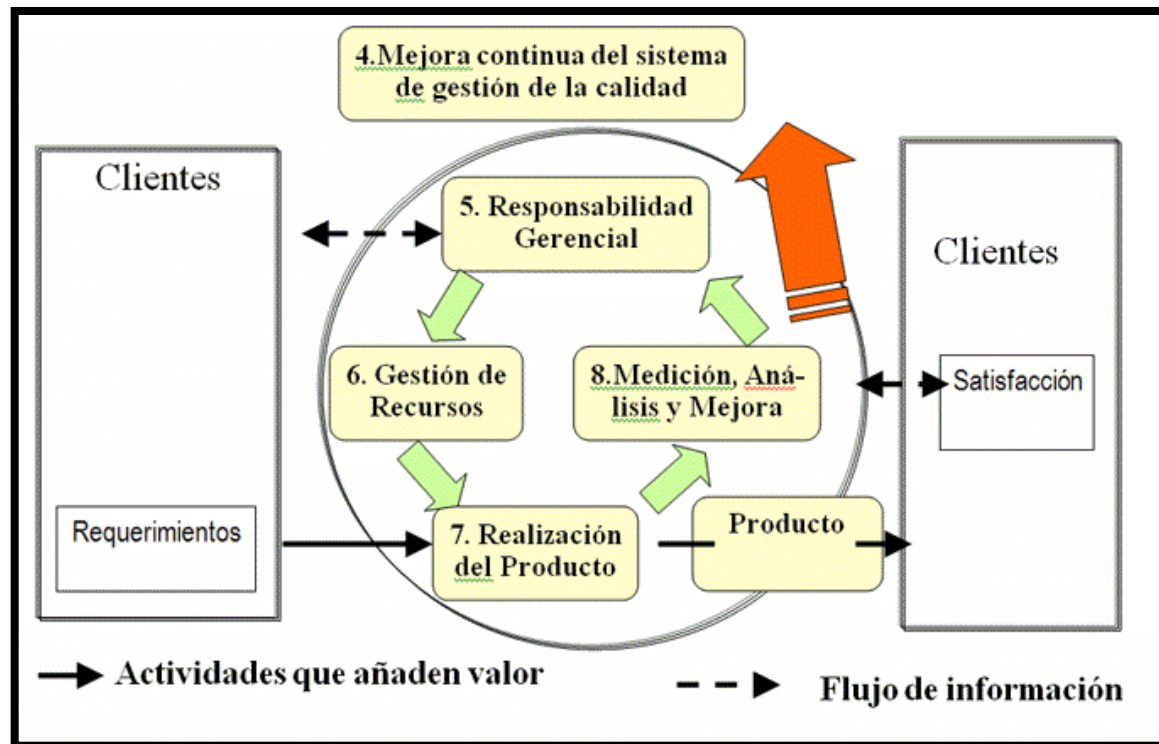 4.Mejora continua del sistema
de gestión de la calidad
Clientes
5. Responsabilidad
Gerencial
Clientes
6. Gestión de
Recursos
8.Medición, Aná-
lisis y Mejora
Satisfacción
Requerimientos
7. Realización
del Producto
Producto
Actividades que añaden valor
Flujo de información